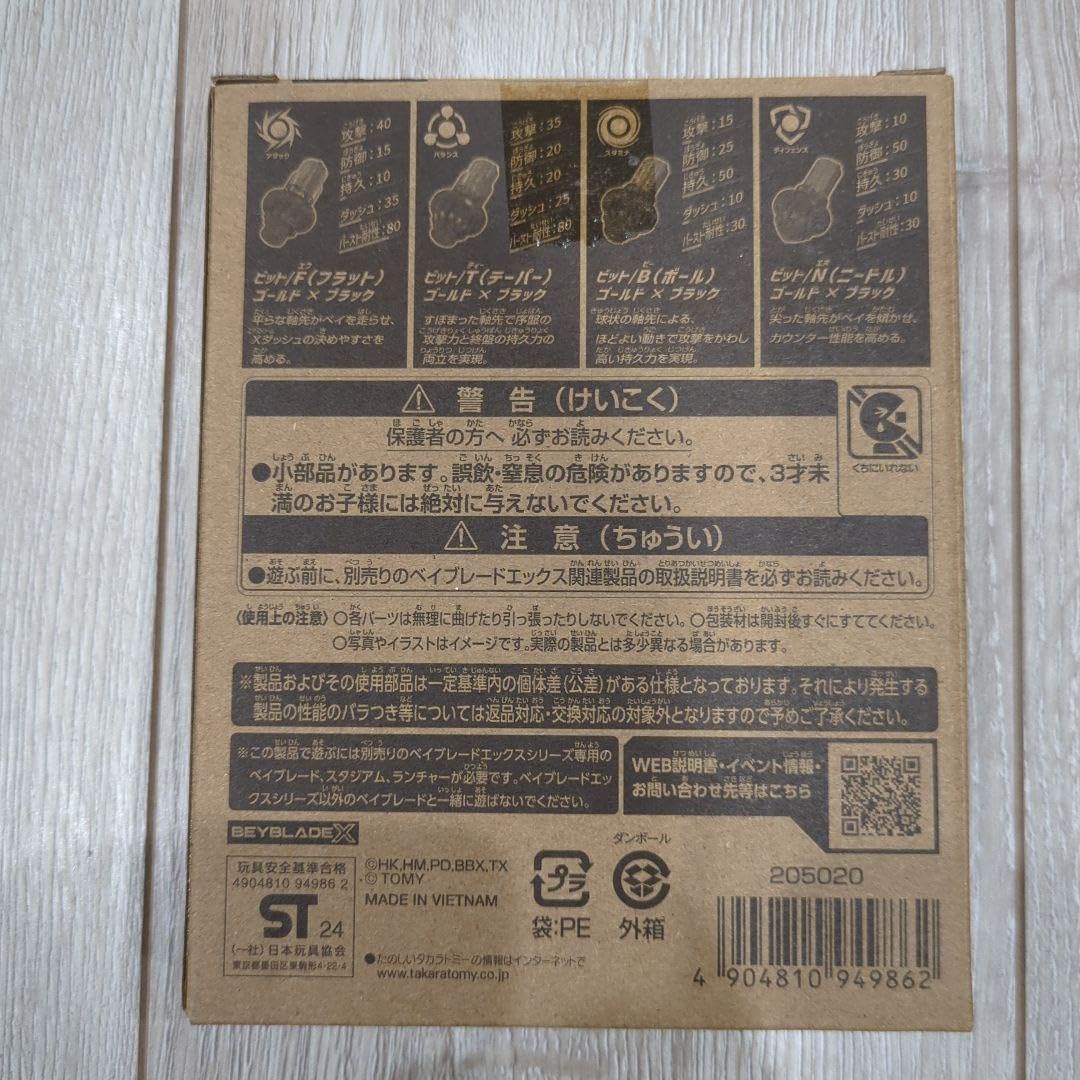 アタック
攻撃:40
防御:15
持久:10
ダッシュ:35
バースト耐性:80
ビット/F(フラット)
ゴールド×ブラック
平らな軸先がベイを走らせ、
Xダッシュの決めやすさを
高める。
バランス
攻撃:35
防御:20
持久:20
ダッシュ:25
バースト耐性:80
ビット/T(テーパー)
ゴールド×ブラック
すぼまった軸先で序盤の
攻撃力と終盤の持久力の
両立を実現。
スタミナ
攻撃:15
防御:25
持久:50
ダッシュ:10
バースト耐性:30
ビット/B(ボール)
ゴールド×ブラック
球状の軸先による、
ほどよい動きで攻撃をかわし
高い持久力を実現。
ディフェンス
攻撃:10
防御:50
持久:30
ダッシュ:10
バースト耐性:30
ビット/N(ニードル)
ゴールド×ブラック
尖った軸先がベイを傾かせ、
カウンター性能を高める。
警告(けいこく)
保護者の方へ 必ずお読みください。
●小部品があります。誤飲・窒息の危険がありますので、3才未
満のお子様には絶対に与えないでください。
くちにいれない
注意(ちゅうい)
●遊ぶ前に、別売りのベイブレードエックス関連製品の取扱説明書を必ずお読みください。
〈使用上の注意〉○各パーツは無理に曲げたり引っ張ったりしないでください。○包装材は開封後すぐにすててください。
○写真やイラストはイメージです。実際の製品とは多少異なる場合があります。
※製品およびその使用部品は一定基準内の個体差(公差)がある仕様となっております。それにより発生する
製品の性能のバラつき等については返品対応・交換対応の対象外となりますので予めご了承ください。
※この製品で遊ぶには別売りのベイブレードエックスシリーズ専用の
ベイブレード、スタジアム、ランチャーが必要です。ベイブレードエッ
クスシリーズ以外のベイブレードと一緒に遊ばないでください。
WEB説明書・イベント情報・
お問い合わせ先等はこちら
BEYBLADE X
玩具安全基準合格
4904810 94986 2
ST 24
(一社)日本玩具協会
東京都墨田区東駒形4-22-4
©HK,HM,PD,BBX,TX
© TOMY
MADE IN VIETNAM
●たのしいタカラトミーの情報はインターネットで
www.takaratomy.co.jp
プラ
袋:PE
ダンボール
外箱
205020
4 904810 949862